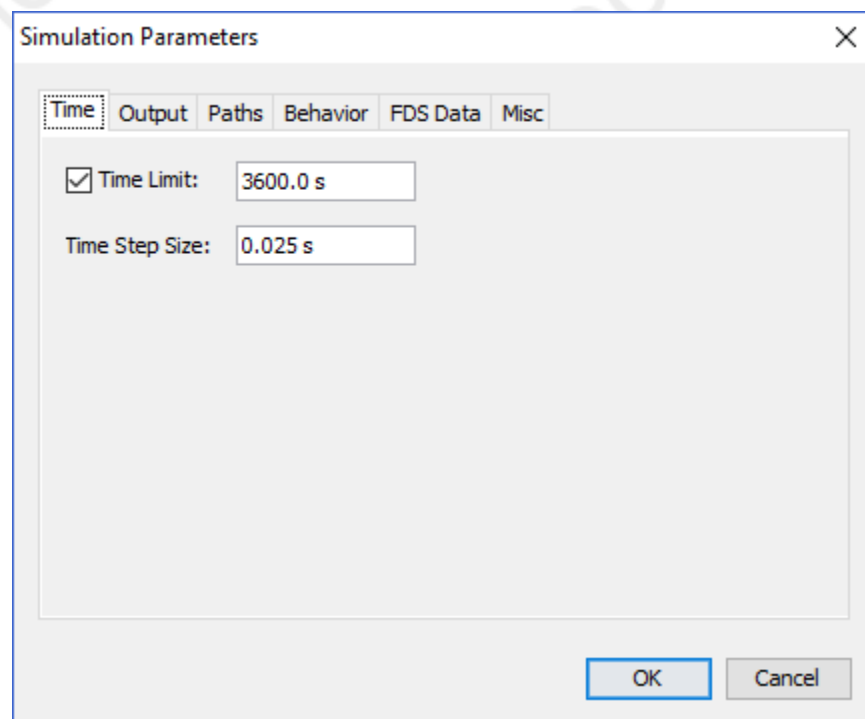 Simulation Parameters
Time Output Paths Behavior FDS Data Misc
Time Limit: 3600.0 s
Time Step Size: 0.025 s
OK Cancel